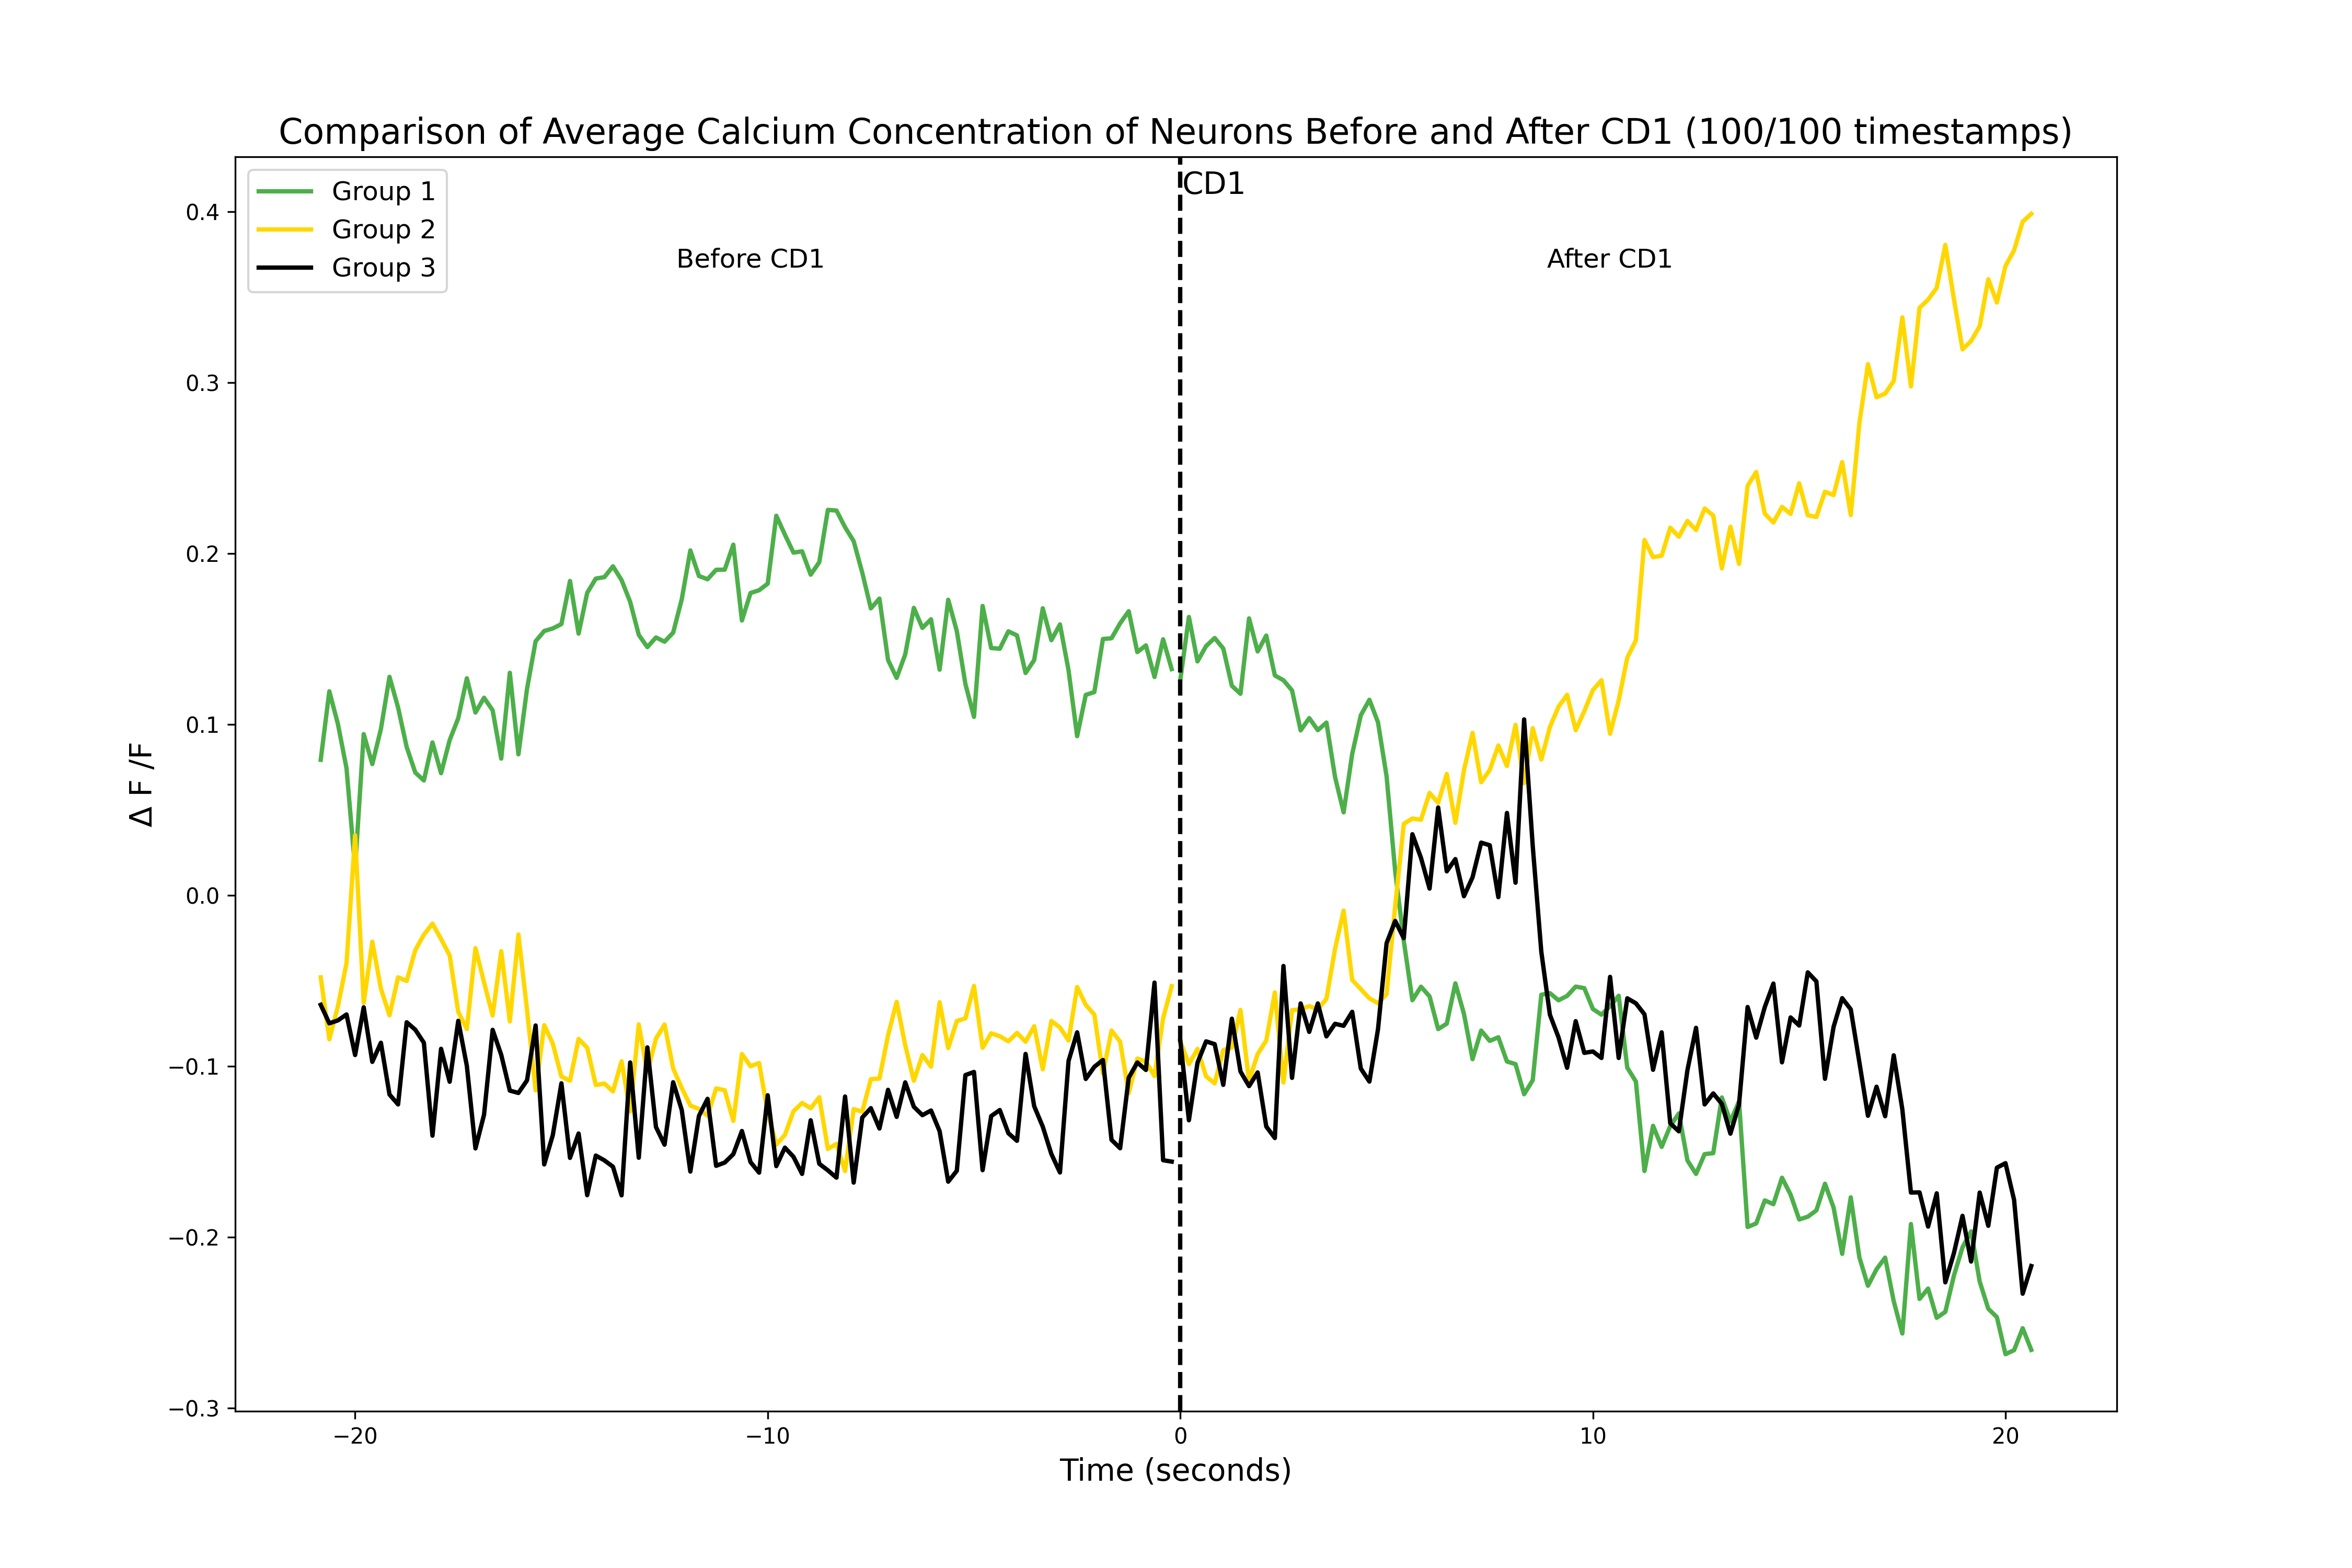 Comparison of Average Calcium Concentration of Neurons Before and After CD1 (100/100 timestamps)
Group 1
Group 2
Group 3
CD1
Before CD1
After CD1
0.4
0.3
0.2
0.1
0.0
−0.1
−0.2
−0.3
Δ F /F
−20
−10
0
10
20
Time (seconds)